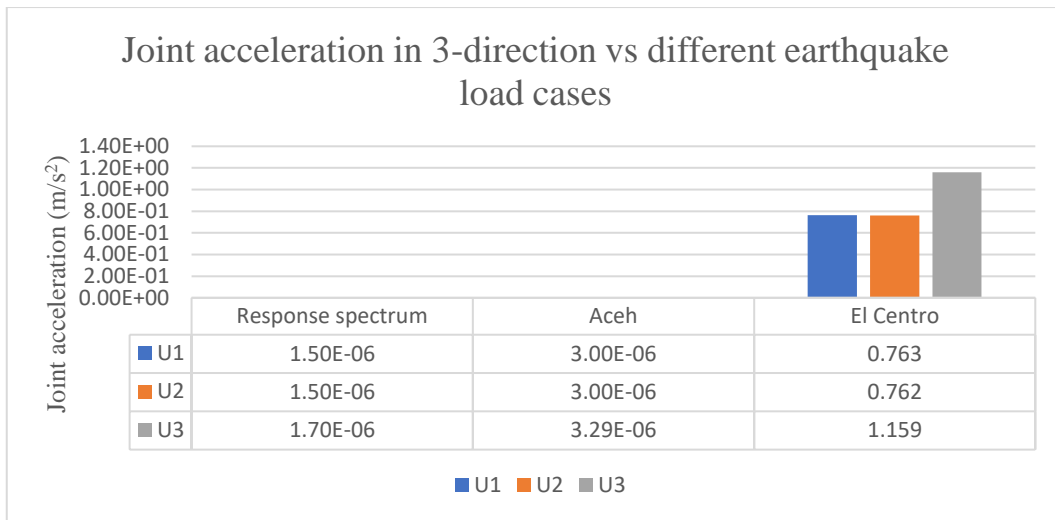 Joint acceleration in 3-direction vs different earthquake
load cases
Joint acceleration (m/s²)
1.40E+00
1.20E+00
1.00E+00
8.00E-01
6.00E-01
4.00E-01
2.00E-01
0.00E+00
Response spectrum Aceh El Centro
U1 1.50E-06 3.00E-06 0.763
U2 1.50E-06 3.00E-06 0.762
U3 1.70E-06 3.29E-06 1.159
U1 U2 U3